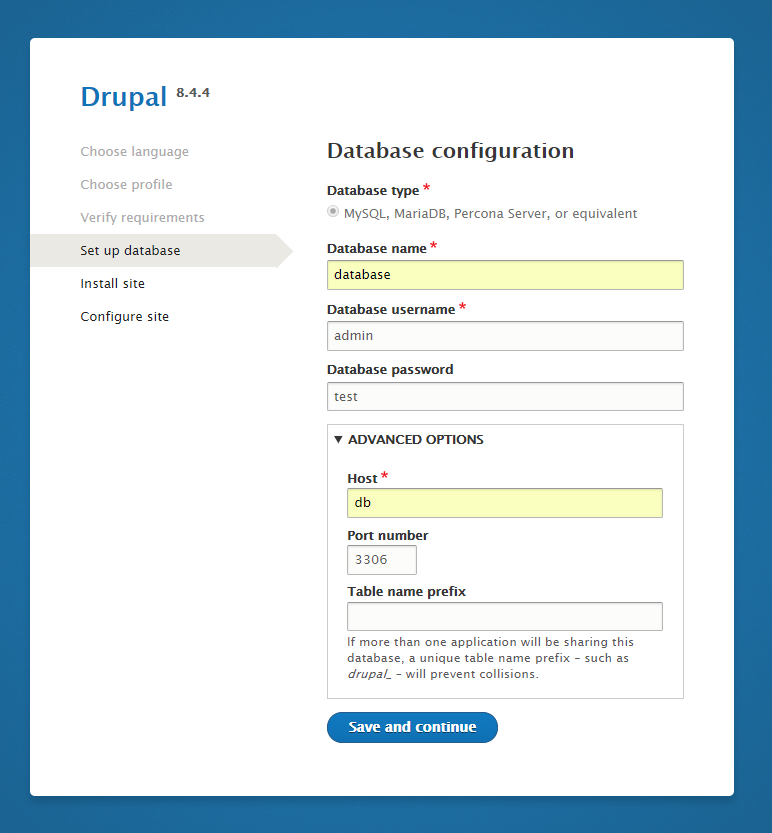 Drupal 8.4.4
Choose language
Choose profile
Verify requirements
Set up database
Install site
Configure site
Database configuration
Database type *
MySQL, MariaDB, Percona Server, or equivalent
Database name *
database
Database username *
admin
Database password
test
ADVANCED OPTIONS
Host *
db
Port number
3306
Table name prefix
If more than one application will be sharing this
database, a unique table name prefix – such as
drupal_ – will prevent collisions.
Save and continue